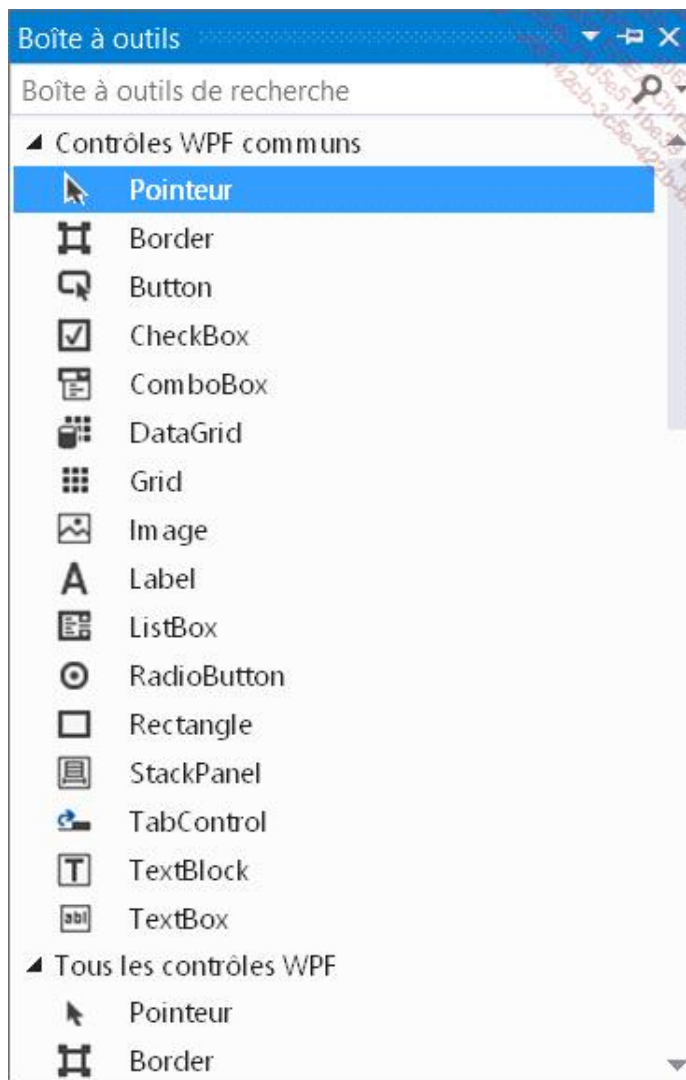 Boîte à outils
Boîte à outils de recherche
Contrôles WPF communs
Pointeur
Border
Button
CheckBox
ComboBox
DataGrid
Grid
Image
Label
ListBox
RadioButton
Rectangle
StackPanel
TabControl
TextBlock
TextBox
Tous les contrôles WPF
Pointeur
Border